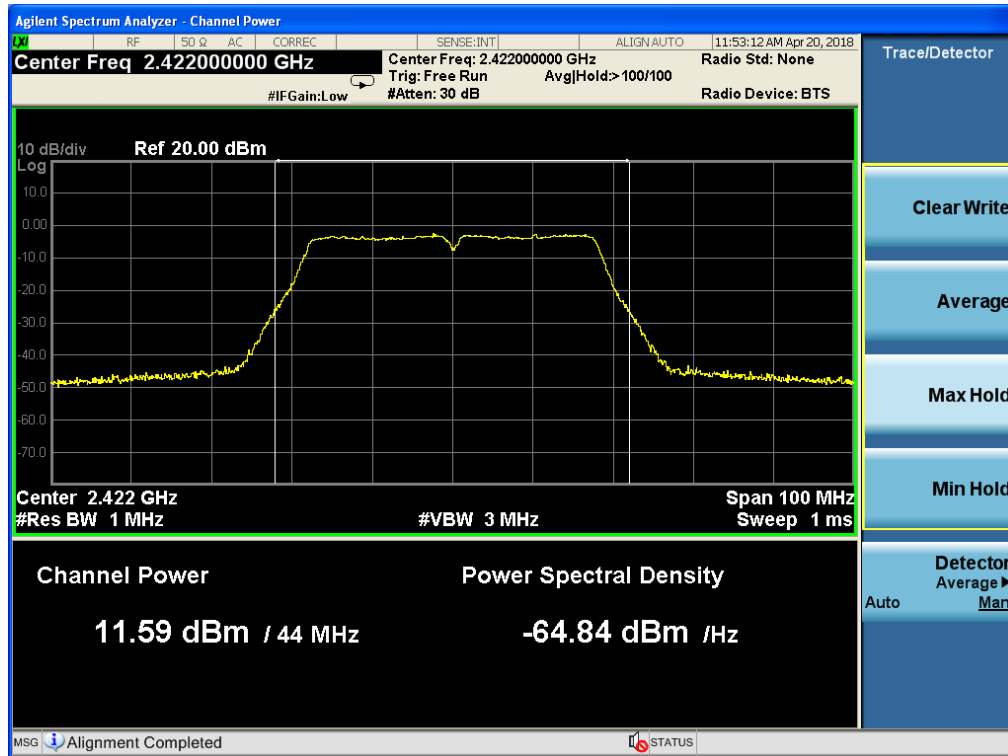 Agilent Spectrum Analyzer - Channel Power
LXI RF 50 Ω AC CORREC SENSE:INT ALIGN AUTO 11:53:12 AM Apr 20, 2018
Center Freq 2.422000000 GHz
Center Freq: 2.422000000 GHz
Radio Std: None
Trig: Free Run Avg|Hold:> 100/100
#IFGain:Low
#Atten: 30 dB
Radio Device: BTS
10 dB/div Ref 20.00 dBm
Log
10.0
0.00
-10.0
-20.0
-30.0
-40.0
-50.0
-60.0
-70.0
Center 2.422 GHz Span 100 MHz
#Res BW 1 MHz #VBW 3 MHz Sweep 1 ms
Channel Power Power Spectral Density
11.59 dBm / 44 MHz -64.84 dBm /Hz
MSG Alignment Completed STATUS
Trace/Detector
Clear Write
Average
Max Hold
Min Hold
Detector
Average
Auto Man